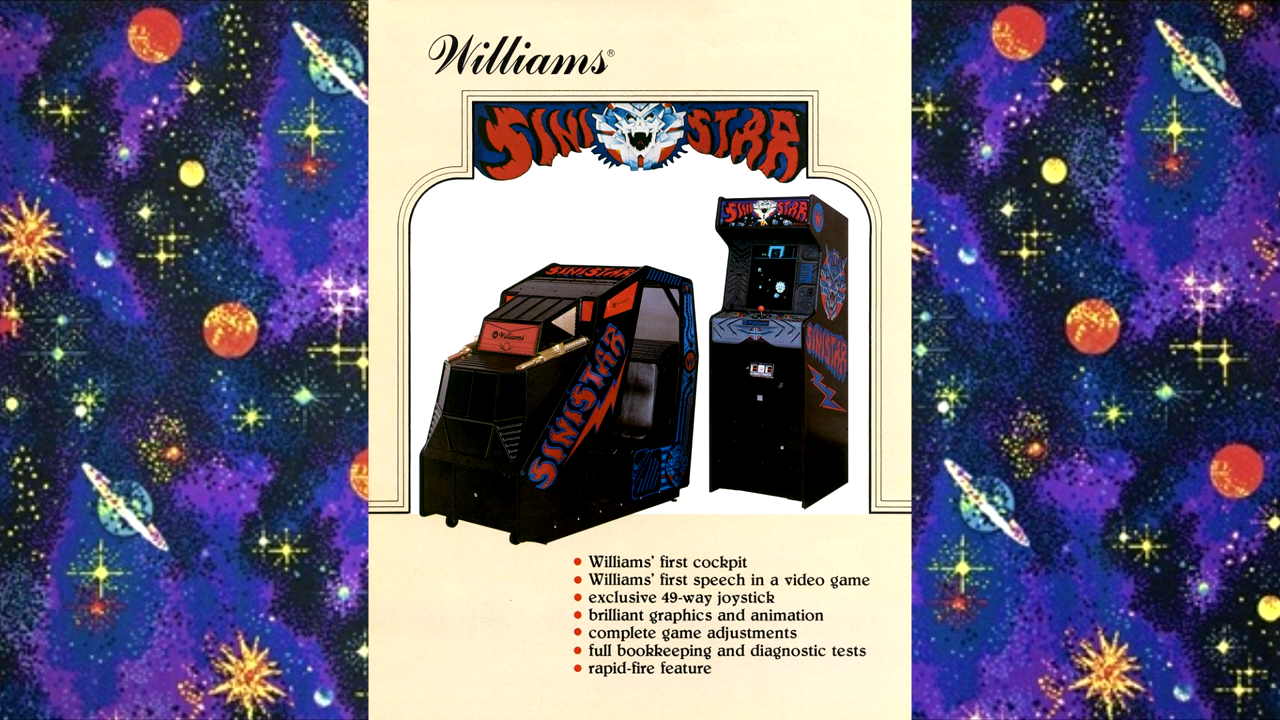 Williams®
SINISTAR
SINISTAR
SINISTAR
Williams
SINISTAR
SINISTAR
Williams' first cockpit
Williams' first speech in a video game
exclusive 49-way joystick
brilliant graphics and animation
complete game adjustments
full bookkeeping and diagnostic tests
rapid-fire feature